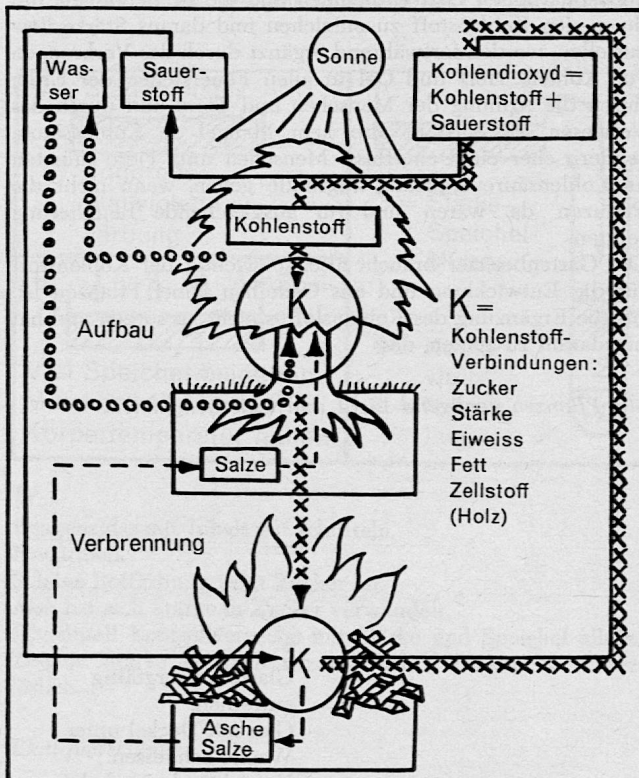 Was-
ser
Sauer-
stoff
Sonne
Kohlendioxyd =
Kohlenstoff +
Sauerstoff
Kohlenstoff
K
K
Aufbau
Kohlenstoff-
Verbindungen:
Zucker
Stärke
Eiweiss
Fett
Zellstoff
(Holz)
Salze
Verbrennung
Asche
Salze